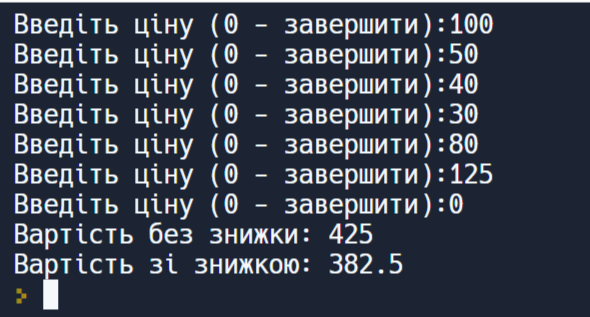 Введіть ціну (0 - завершити):100
Введіть ціну (0 - завершити):50
Введіть ціну (0 - завершити):40
Введіть ціну (0 - завершити):30
Введіть ціну (0 - завершити):80
Введіть ціну (0 - завершити):125
Введіть ціну (0 - завершити):0
Вартість без знижки: 425
Вартість зі знижкою: 382.5
>